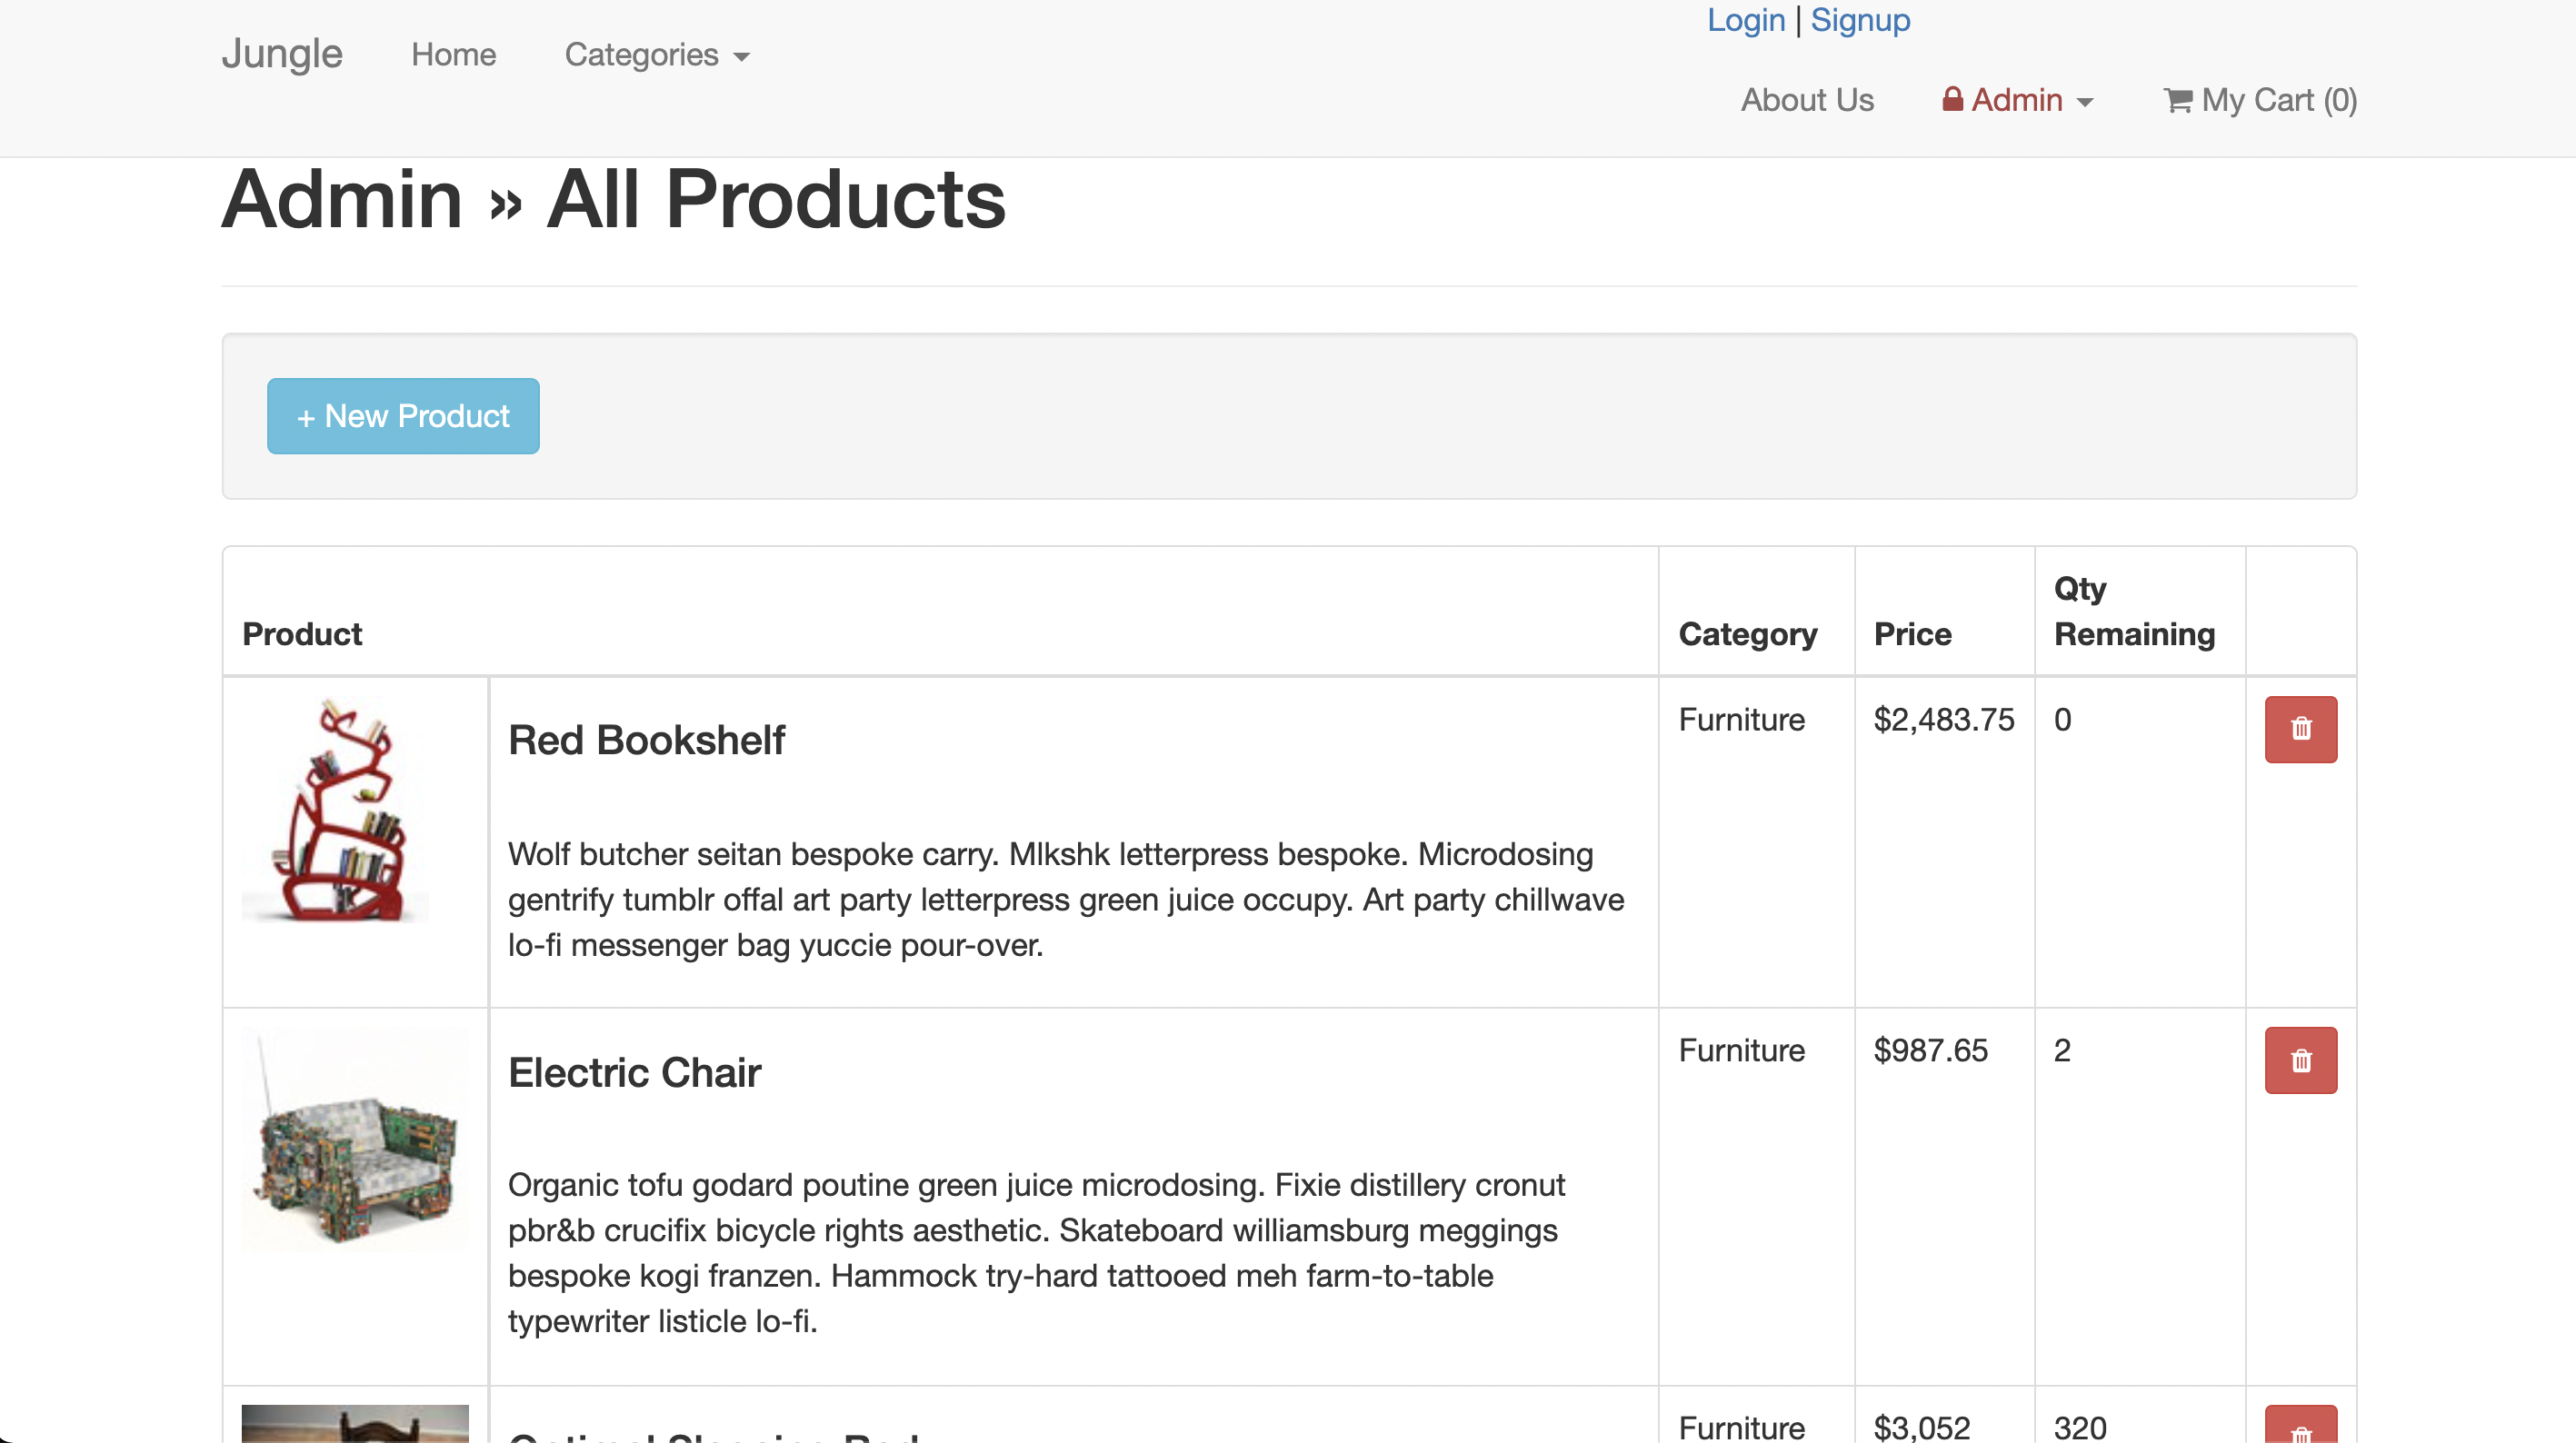 Login | Signup
Jungle Home Categories
About Us Admin My Cart (0)
Admin » All Products
+ New Product
Product Category Price Qty Remaining
Red Bookshelf
Furniture $2,483.75 0
Wolf butcher seitan bespoke carry. Mlkshk letterpress bespoke. Microdosing
gentrify tumblr offal art party letterpress green juice occupy. Art party chillwave
lo-fi messenger bag yuccie pour-over.
Electric Chair
Furniture $987.65 2
Organic tofu godard poutine green juice microdosing. Fixie distillery cronut
pbr&b crucifix bicycle rights aesthetic. Skateboard williamsburg meggings
bespoke kogi franzen. Hammock try-hard tattooed meh farm-to-table
typewriter listicle lo-fi.
Furniture $3,052 320